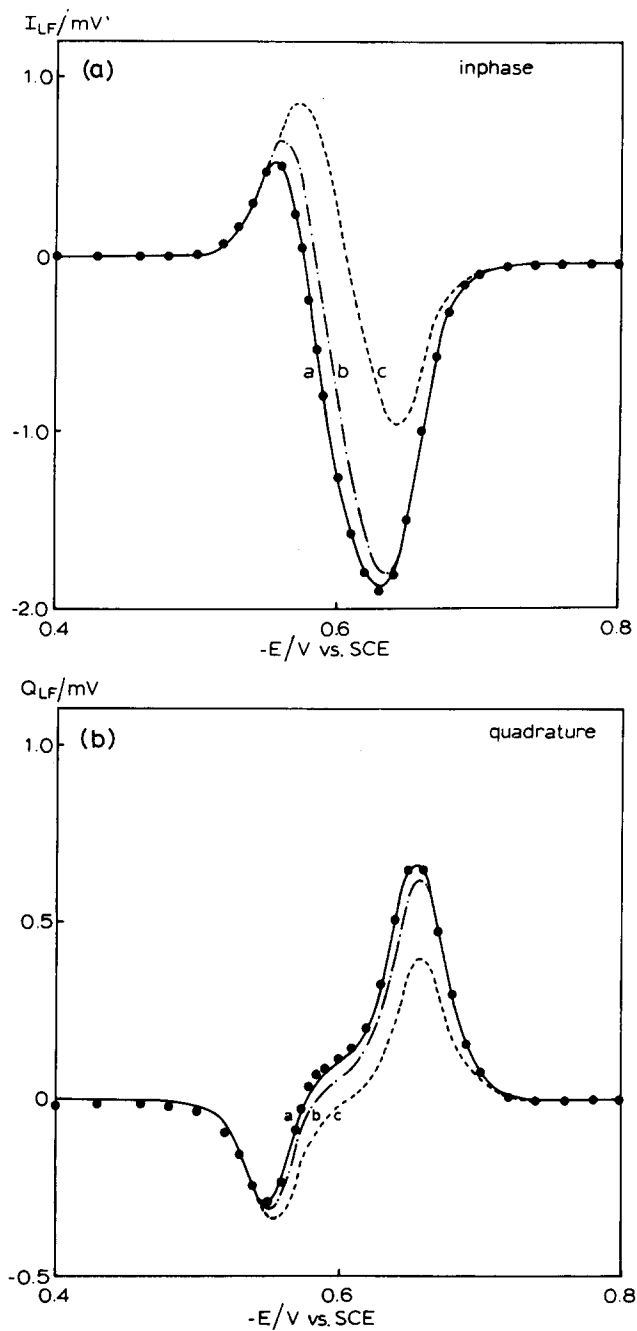 I_LF/mV'
(a)
inphase
1.0
0
-1.0
-2.0
a b c
0.4 0.6 0.8
-E/V vs. SCE
Q_LF/mV
(b)
quadrature
1.0
0.5
0
-0.5
a b c
0.4 0.6 0.8
-E/V vs. SCE